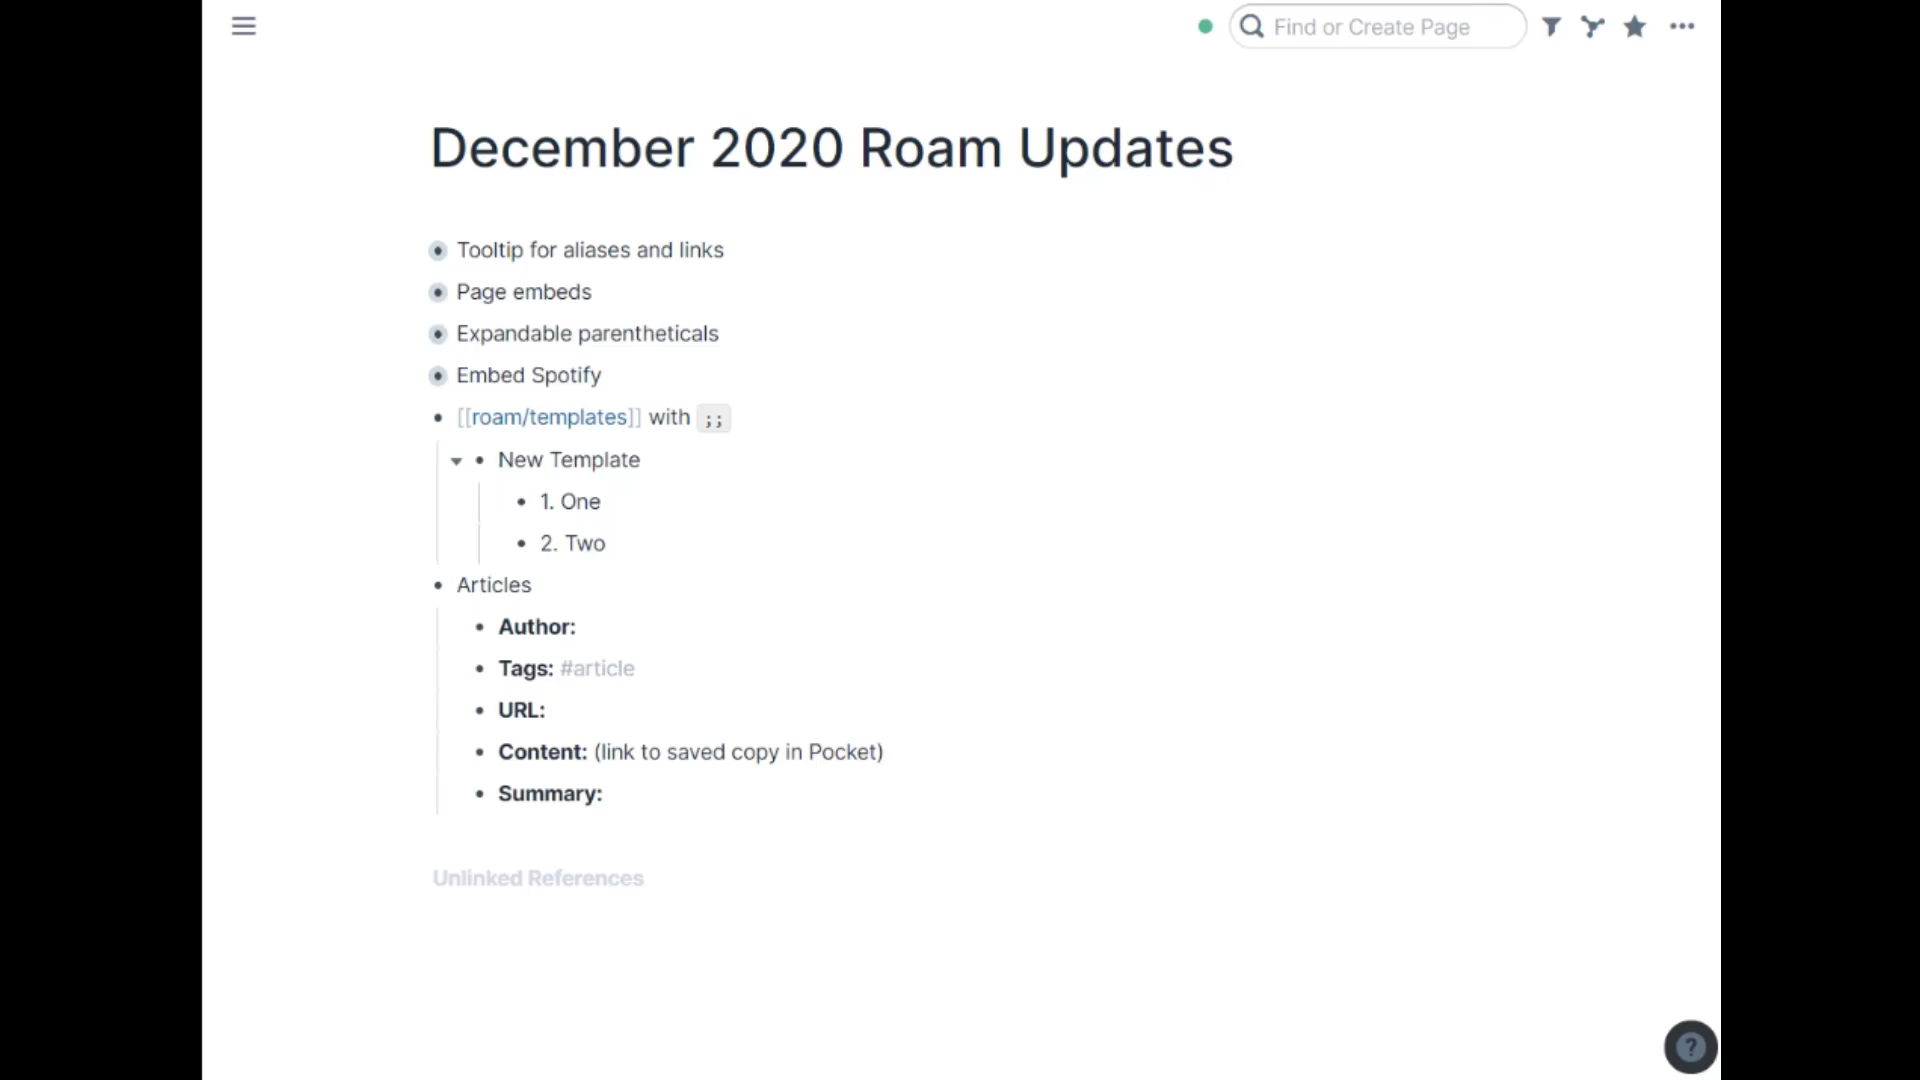 Find or Create Page
December 2020 Roam Updates
Tooltip for aliases and links
Page embeds
Expandable parentheticals
Embed Spotify
[[roam/templates]] with ;;
New Template
1. One
2. Two
Articles
Author:
Tags: #article
URL:
Content: (link to saved copy in Pocket)
Summary:
Unlinked References
?